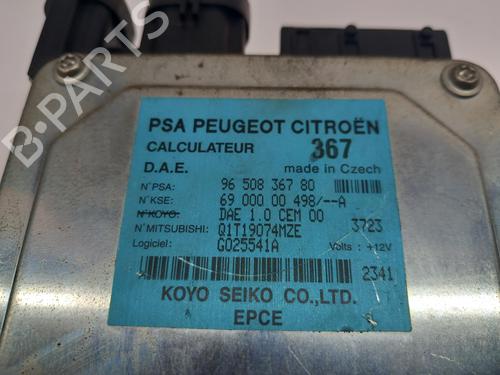 PSA PEUGEOT CITROËN
CALCULATEUR 367
D.A.E. made in Czech
N°PSA: 96 508 367 80
N°KSE: 69 000 00 498/--A
N°KOYO: DAE 1.0 CEM 00
N°MITSUBISHI: Q1T19074MZE 3723
Logiciel: G025541A Volts : +12V
2341
KOYO SEIKO CO.,LTD.
EPCE